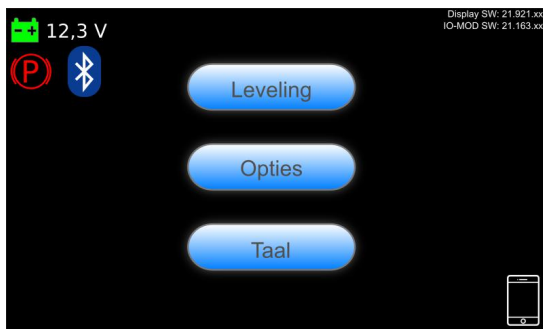 12,3 V
Display SW: 21.921.xx
IO-MOD SW: 21.163.xx
P
Leveling
Opties
Taal